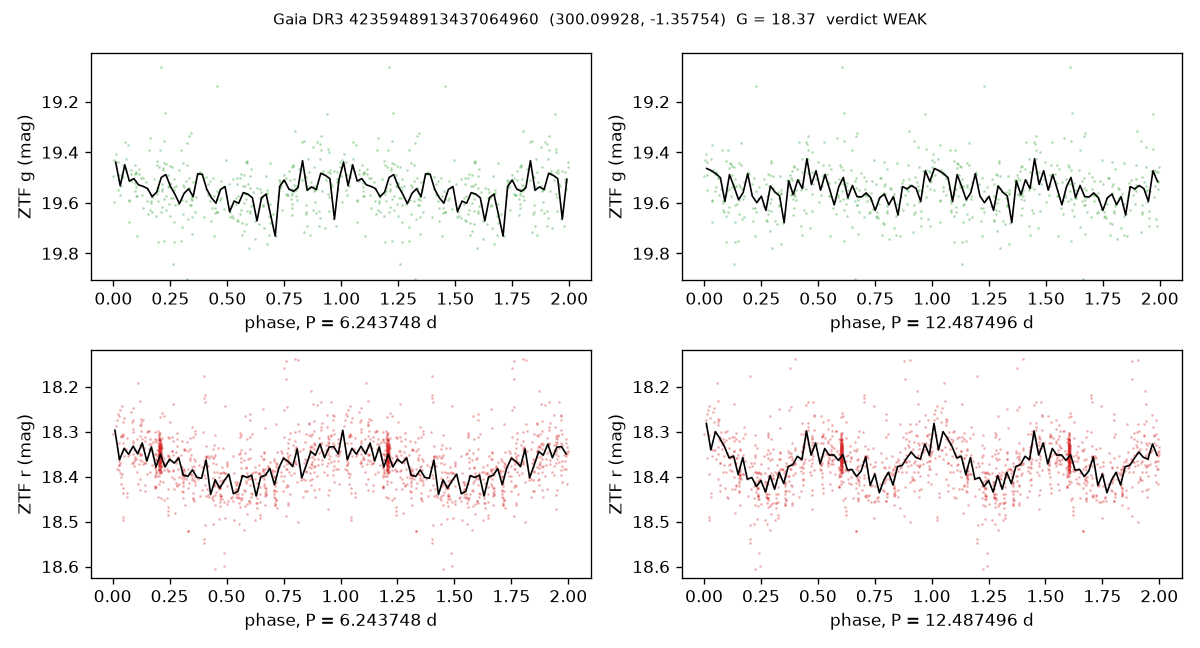 Gaia DR3 4235948913437064960  (300.09928, -1.35754)  G = 18.37  verdict WEAK
ZTF g (mag)
19.2
19.4
19.6
19.8
0.00 0.25 0.50 0.75 1.00 1.25 1.50 1.75 2.00
phase, P = 6.243748 d
ZTF g (mag)
19.2
19.4
19.6
19.8
0.00 0.25 0.50 0.75 1.00 1.25 1.50 1.75 2.00
phase, P = 12.487496 d
ZTF r (mag)
18.2
18.3
18.4
18.5
18.6
0.00 0.25 0.50 0.75 1.00 1.25 1.50 1.75 2.00
phase, P = 6.243748 d
ZTF r (mag)
18.2
18.3
18.4
18.5
18.6
0.00 0.25 0.50 0.75 1.00 1.25 1.50 1.75 2.00
phase, P = 12.487496 d